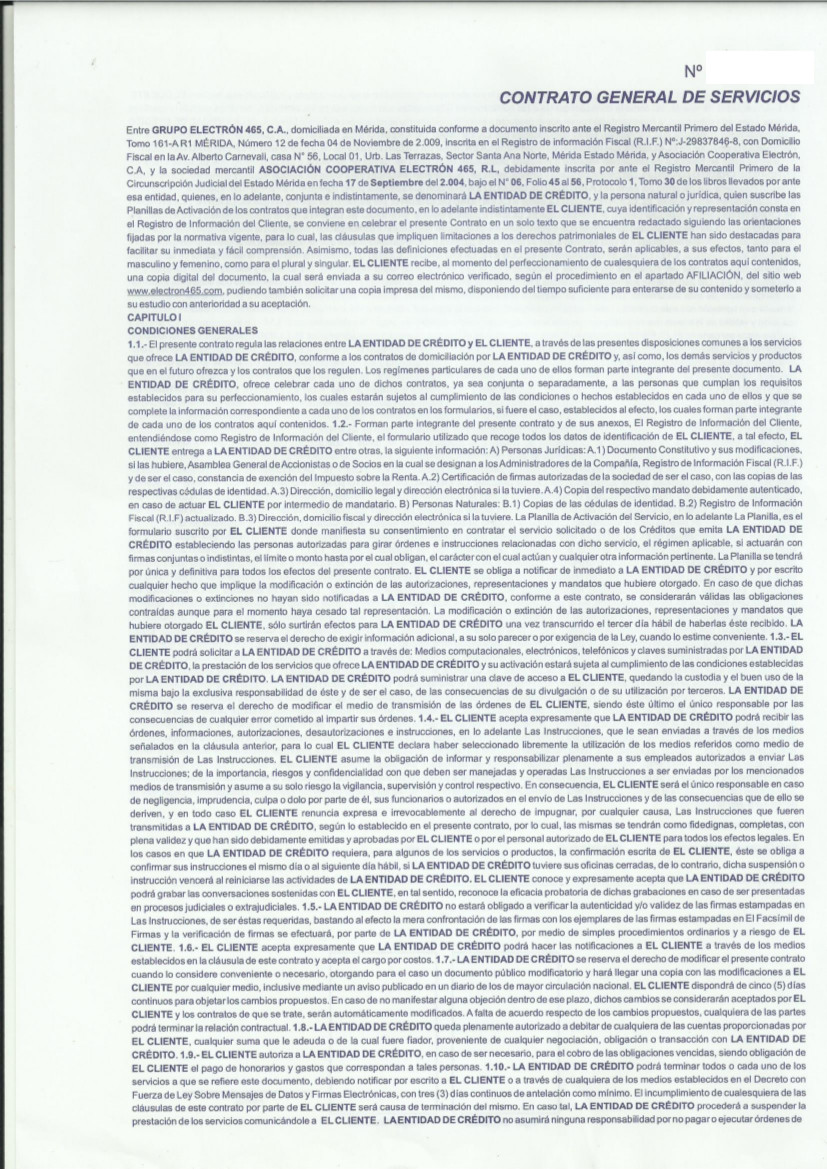 Nº
CONTRATO GENERAL DE SERVICIOS
Entre GRUPO ELECTRÓN 465, C.A., domiciliada en Mérida, constituida conforme a documento inscrito ante el Registro Mercantil Primero del Estado Mérida,
Tomo 161-A R1 MÉRIDA, Número 12 de fecha 04 de Noviembre de 2.009, inscrita en el Registro de información Fiscal (R.I.F.) Nº:J-29837846-8, con Domicilio
Fiscal en la Av. Alberto Carnevali, casa N° 56, Local 01, Urb. Las Terrazas, Sector Santa Ana Norte, Mérida Estado Mérida, y Asociación Cooperativa Electrón,
C.A, y la sociedad mercantil ASOCIACIÓN COOPERATIVA ELECTRÓN 465, R.L, debidamente inscrita por ante el Registro Mercantil Primero de la
Circunscripción Judicial del Estado Mérida en fecha 17 de Septiembre del 2.004, bajo el N° 06, Folio 45 al 56, Protocolo 1, Tomo 30 de los libros llevados por ante
esa entidad, quienes, en lo adelante, conjunta e indistintamente, se denominará LA ENTIDAD DE CRÉDITO, y la persona natural o jurídica, quien suscribe las
Planillas de Activación de los contratos que integran este documento, en lo adelante indistintamente EL CLIENTE, cuya identificación y representación consta en
el Registro de Información del Cliente, se conviene en celebrar el presente Contrato en un solo texto que se encuentra redactado siguiendo las orientaciones
fijadas por la normativa vigente, para lo cual, las cláusulas que impliquen limitaciones a los derechos patrimoniales de EL CLIENTE han sido destacadas para
facilitar su inmediata y fácil comprensión. Asimismo, todas las definiciones efectuadas en el presente Contrato, serán aplicables, a sus efectos, tanto para el
masculino y femenino, como para el plural y singular. EL CLIENTE recibe, al momento del perfeccionamiento de cualesquiera de los contratos aquí contenidos,
una copia digital del documento, la cual será enviada a su correo electrónico verificado, según el procedimiento en el apartado AFILIACIÓN, del sitio web
www.electron465.com, pudiendo también solicitar una copia impresa del mismo, disponiendo del tiempo suficiente para enterarse de su contenido y someterlo a
su estudio con anterioridad a su aceptación.
CAPITULO I
CONDICIONES GENERALES
1.1.- El presente contrato regula las relaciones entre LA ENTIDAD DE CRÉDITO y EL CLIENTE, a través de las presentes disposiciones comunes a los servicios
que ofrece LA ENTIDAD DE CRÉDITO, conforme a los contratos de domiciliación por LA ENTIDAD DE CRÉDITO y, así como, los demás servicios y productos
que en el futuro ofrezca y los contratos que los regulen. Los regímenes particulares de cada uno de ellos forman parte integrante del presente documento. LA
ENTIDAD DE CRÉDITO, ofrece celebrar cada uno de dichos contratos, ya sea conjunta o separadamente, a las personas que cumplan los requisitos
establecidos para su perfeccionamiento, los cuales estarán sujetos al cumplimiento de las condiciones o hechos establecidos en cada uno de ellos y que se
complete la información correspondiente a cada uno de los contratos en los formularios, si fuere el caso, establecidos al efecto, los cuales forman parte integrante
de cada uno de los contratos aquí contenidos. 1.2.- Forman parte integrante del presente contrato y de sus anexos, El Registro de Información del Cliente,
entendiéndose como Registro de Información del Cliente, el formulario utilizado que recoge todos los datos de identificación de EL CLIENTE, a tal efecto, EL
CLIENTE entrega a LA ENTIDAD DE CRÉDITO entre otras, la siguiente información: A) Personas Jurídicas: A.1) Documento Constitutivo y sus modificaciones,
si las hubiere, Asamblea General de Accionistas o de Socios en la cual se designan a los Administradores de la Compañía, Registro de Información Fiscal (R.I.F.)
y de ser el caso, constancia de exención del Impuesto sobre la Renta. A.2) Certificación de firmas autorizadas de la sociedad de ser el caso, con las copias de las
respectivas cédulas de identidad. A.3) Dirección, domicilio legal y dirección electrónica si la tuviere. A.4) Copia del respectivo mandato debidamente autenticado,
en caso de actuar EL CLIENTE por intermedio de mandatario. B) Personas Naturales: B.1) Copias de las cédulas de identidad. B.2) Registro de Información
Fiscal (R.I.F) actualizado. B.3) Dirección, domicilio fiscal y dirección electrónica si la tuviere. La Planilla de Activación del Servicio, en lo adelante La Planilla, es el
formulario suscrito por EL CLIENTE donde manifiesta su consentimiento en contratar el servicio solicitado o de los Créditos que emita LA ENTIDAD DE
CRÉDITO estableciendo las personas autorizadas para girar órdenes e instrucciones relacionadas con dicho servicio, el régimen aplicable, si actuarán con
firmas conjuntas o indistintas, el límite o monto hasta por el cual obligan, el carácter con el cual actúan y cualquier otra información pertinente. La Planilla se tendrá
por única y definitiva para todos los efectos del presente contrato. EL CLIENTE se obliga a notificar de inmediato a LA ENTIDAD DE CRÉDITO y por escrito
cualquier hecho que implique la modificación o extinción de las autorizaciones, representaciones y mandatos que hubiere otorgado. En caso de que dichas
modificaciones o extinciones no hayan sido notificadas a LA ENTIDAD DE CRÉDITO, conforme a este contrato, se considerarán válidas las obligaciones
contraídas aunque para el momento haya cesado tal representación. La modificación o extinción de las autorizaciones, representaciones y mandatos que
hubiere otorgado EL CLIENTE, sólo surtirán efectos para LA ENTIDAD DE CRÉDITO una vez transcurrido el tercer día hábil de haberlas éste recibido. LA
ENTIDAD DE CRÉDITO se reserva el derecho de exigir información adicional, a su solo parecer o por exigencia de la Ley, cuando lo estime conveniente. 1.3.- EL
CLIENTE podrá solicitar a LA ENTIDAD DE CRÉDITO a través de: Medios computacionales, electrónicos, telefónicos y claves suministradas por LA ENTIDAD
DE CRÉDITO, la prestación de los servicios que ofrece LA ENTIDAD DE CRÉDITO y su activación estará sujeta al cumplimiento de las condiciones establecidas
por LA ENTIDAD DE CRÉDITO. LA ENTIDAD DE CRÉDITO podrá suministrar una clave de acceso a EL CLIENTE, quedando la custodia y el buen uso de la
misma bajo la exclusiva responsabilidad de éste y de ser el caso, de las consecuencias de su divulgación o de su utilización por terceros. LA ENTIDAD DE
CRÉDITO se reserva el derecho de modificar el medio de transmisión de las órdenes de EL CLIENTE, siendo éste último el único responsable por las
consecuencias de cualquier error cometido al impartir sus órdenes. 1.4.- EL CLIENTE acepta expresamente que LA ENTIDAD DE CRÉDITO podrá recibir las
órdenes, informaciones, autorizaciones, desautorizaciones e instrucciones, en lo adelante Las Instrucciones, que le sean enviadas a través de los medios
señalados en la cláusula anterior, para lo cual EL CLIENTE declara haber seleccionado libremente la utilización de los medios referidos como medio de
transmisión de Las Instrucciones. EL CLIENTE asume la obligación de informar y responsabilizar plenamente a sus empleados autorizados a enviar Las
Instrucciones; de la importancia, riesgos y confidencialidad con que deben ser manejadas y operadas Las Instrucciones a ser enviadas por los mencionados
medios de transmisión y asume a su solo riesgo la vigilancia, supervisión y control respectivo. En consecuencia, EL CLIENTE será el único responsable en caso
de negligencia, imprudencia, culpa o dolo por parte de él, sus funcionarios o autorizados en el envío de Las Instrucciones y de las consecuencias que de ello se
deriven, y en todo caso EL CLIENTE renuncia expresa e irrevocablemente al derecho de impugnar, por cualquier causa, Las Instrucciones que fueren
transmitidas a LA ENTIDAD DE CRÉDITO, según lo establecido en el presente contrato, por lo cual, las mismas se tendrán como fidedignas, completas, con
plena validez y que han sido debidamente emitidas y aprobadas por EL CLIENTE o por el personal autorizado de EL CLIENTE para todos los efectos legales. En
los casos en que LA ENTIDAD DE CRÉDITO requiera, para algunos de los servicios o productos, la confirmación escrita de EL CLIENTE, éste se obliga a
confirmar sus instrucciones el mismo día o al siguiente día hábil, si LA ENTIDAD DE CRÉDITO tuviere sus oficinas cerradas, de lo contrario, dicha suspensión o
instrucción vencerá al reiniciarse las actividades de LA ENTIDAD DE CRÉDITO. EL CLIENTE conoce y expresamente acepta que LA ENTIDAD DE CRÉDITO
podrá grabar las conversaciones sostenidas con EL CLIENTE, en tal sentido, reconoce la eficacia probatoria de dichas grabaciones en caso de ser presentadas
en procesos judiciales o extrajudiciales. 1.5.- LA ENTIDAD DE CRÉDITO no estará obligado a verificar la autenticidad y/o validez de las firmas estampadas en
Las Instrucciones, de ser éstas requeridas, bastando al efecto la mera confrontación de las firmas con los ejemplares de las firmas estampadas en El Facsímil de
Firmas y la verificación de firmas se efectuará, por parte de LA ENTIDAD DE CRÉDITO, por medio de simples procedimientos ordinarios y a riesgo de EL
CLIENTE. 1.6.- EL CLIENTE acepta expresamente que LA ENTIDAD DE CRÉDITO podrá hacer las notificaciones a EL CLIENTE a través de los medios
establecidos en la cláusula de este contrato y acepta el cargo por costos. 1.7.- LA ENTIDAD DE CRÉDITO se reserva el derecho de modificar el presente contrato
cuando lo considere conveniente o necesario, otorgando para el caso un documento público modificatorio y hará llegar una copia con las modificaciones a EL
CLIENTE por cualquier medio, inclusive mediante un aviso publicado en un diario de los de mayor circulación nacional. EL CLIENTE dispondrá de cinco (5) días
continuos para objetar los cambios propuestos. En caso de no manifestar alguna objeción dentro de ese plazo, dichos cambios se considerarán aceptados por EL
CLIENTE y los contratos de que se trate, serán automáticamente modificados. A falta de acuerdo respecto de los cambios propuestos, cualquiera de las partes
podrá terminar la relación contractual. 1.8.- LA ENTIDAD DE CRÉDITO queda plenamente autorizado a debitar de cualquiera de las cuentas proporcionadas por
EL CLIENTE, cualquier suma que le adeuda o de la cual fuere fiador, proveniente de cualquier negociación, obligación o transacción con LA ENTIDAD DE
CRÉDITO. 1.9.- EL CLIENTE autoriza a LA ENTIDAD DE CRÉDITO, en caso de ser necesario, para el cobro de las obligaciones vencidas, siendo obligación de
EL CLIENTE el pago de honorarios y gastos que correspondan a tales personas. 1.10.- LA ENTIDAD DE CRÉDITO podrá terminar todos o cada uno de los
servicios a que se refiere este documento, debiendo notificar por escrito a EL CLIENTE o a través de cualquiera de los medios establecidos en el Decreto con
Fuerza de Ley Sobre Mensajes de Datos y Firmas Electrónicas, con tres (3) días continuos de antelación como mínimo. El incumplimiento de cualesquiera de las
cláusulas de este contrato por parte de EL CLIENTE será causa de terminación del mismo. En caso tal, LA ENTIDAD DE CRÉDITO procederá a suspender la
prestación de los servicios comunicándole a EL CLIENTE. LA ENTIDAD DE CRÉDITO no asumirá ninguna responsabilidad por no pagar o ejecutar órdenes de